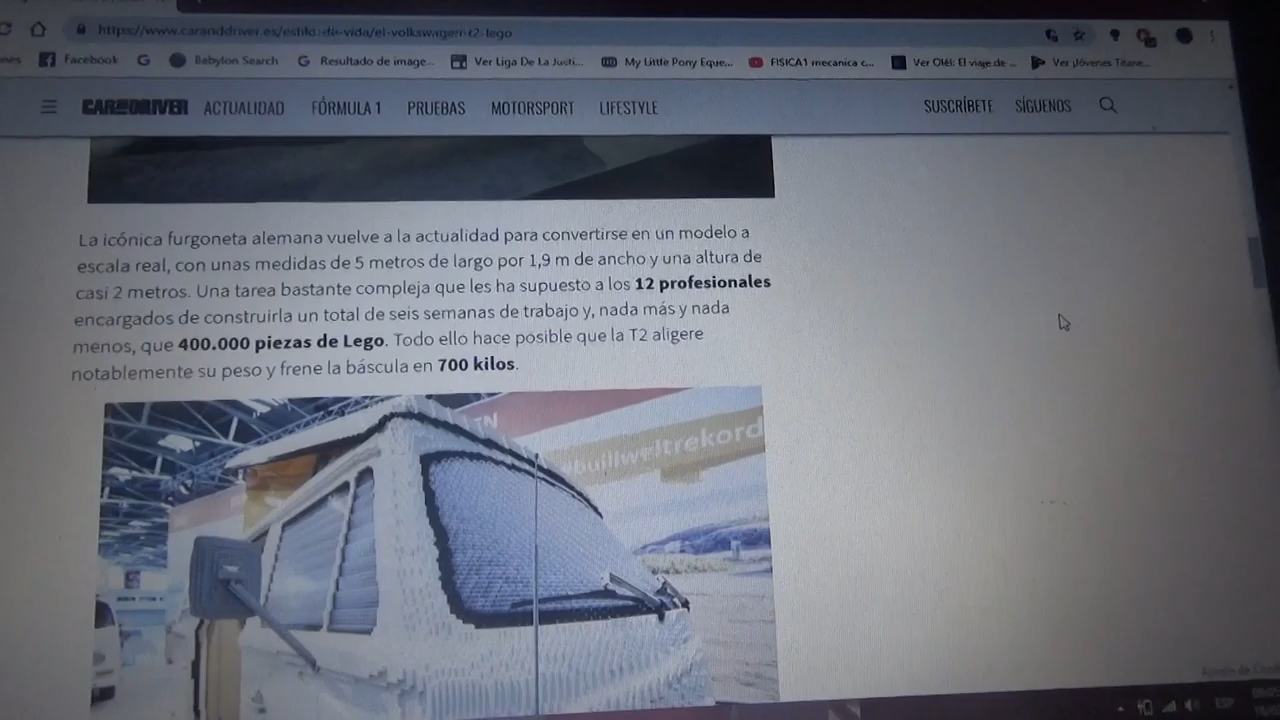 https://www.caranddriver.es/estilo-de-vida/el-volkswagen-t2-lego
nes Facebook G Babylon Search Resultado de image... Ver Liga De La Justi... My Little Pony Eque... FISICA1 mecanica c... Ver Olél: El viaje de ... Ver ¡Jóvenes Titane...
CAR AND DRIVER ACTUALIDAD FÓRMULA 1 PRUEBAS MOTORSPORT LIFESTYLE SUSCRÍBETE SÍGUENOS
La icónica furgoneta alemana vuelve a la actualidad para convertirse en un modelo a
escala real, con unas medidas de 5 metros de largo por 1,9 m de ancho y una altura de
casi 2 metros. Una tarea bastante compleja que les ha supuesto a los 12 profesionales
encargados de construirla un total de seis semanas de trabajo y, nada más y nada
menos, que 400.000 piezas de Lego. Todo ello hace posible que la T2 aligere
notablemente su peso y frene la báscula en 700 kilos.
TN
weltrekord
ESP